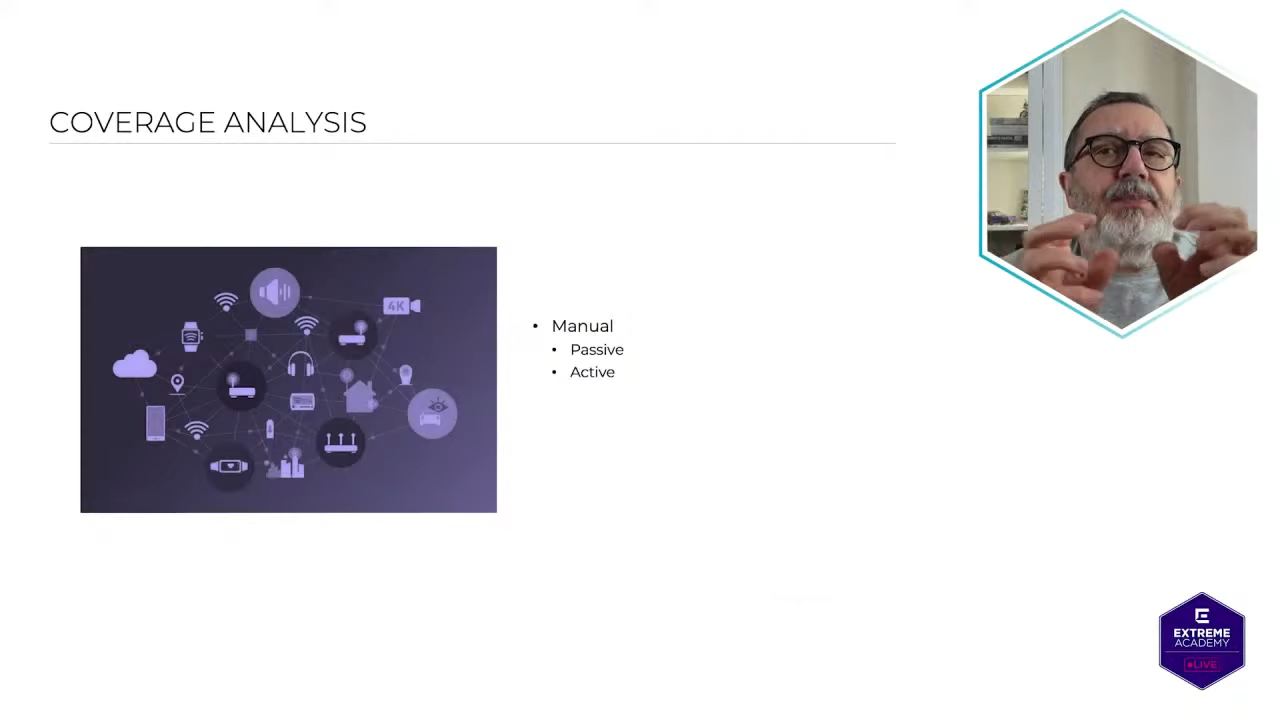 COVERAGE ANALYSIS
4K
• Manual
• Passive
• Active
EXTREME
ACADEMY
LIVE